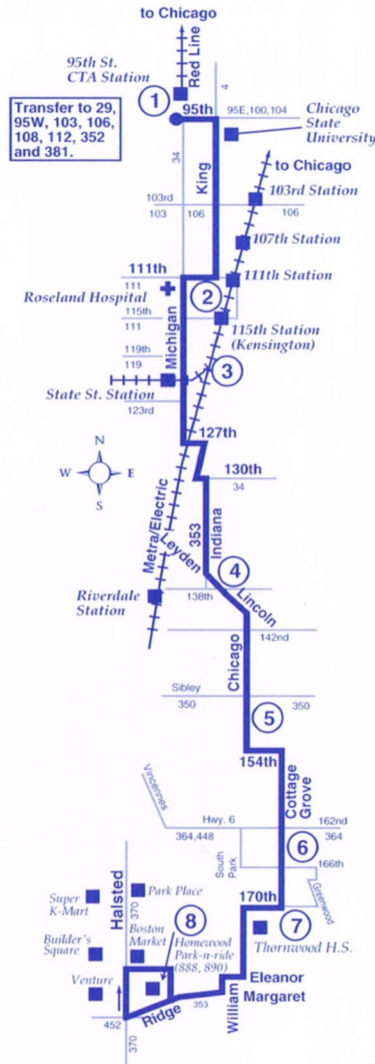 to Chicago
Red Line
95th St.
CTA Station
1
4
95th
95E,100,104
Chicago
State
University
Transfer to 29,
95W, 103, 106,
108, 112, 352
and 381.
34
King
to Chicago
103rd
103
106
106
103rd Station
107th Station
111th
111
111th Station
Roseland Hospital
2
115th
111
115th Station
(Kensington)
Michigan
119th
119
3
State St. Station
123rd
127th
N
W
E
S
130th
34
Metra/Electric
353
Indiana
Leyden
4
Riverdale
Station
138th
Lincoln
142nd
Chicago
Sibley
350
350
5
154th
Vincennes
Cottage
Grove
Hwy. 6
162nd
364,448
364
6
South
Park
166th
Greenwood
170th
Halsted
370
Park Place
Super
K-Mart
8
7
Boston
Market
Homewood
Park-n-ride
(888, 890)
Thornwood H.S.
Builder's
Square
Venture
William
Eleanor
Margaret
Ridge
353
452
370